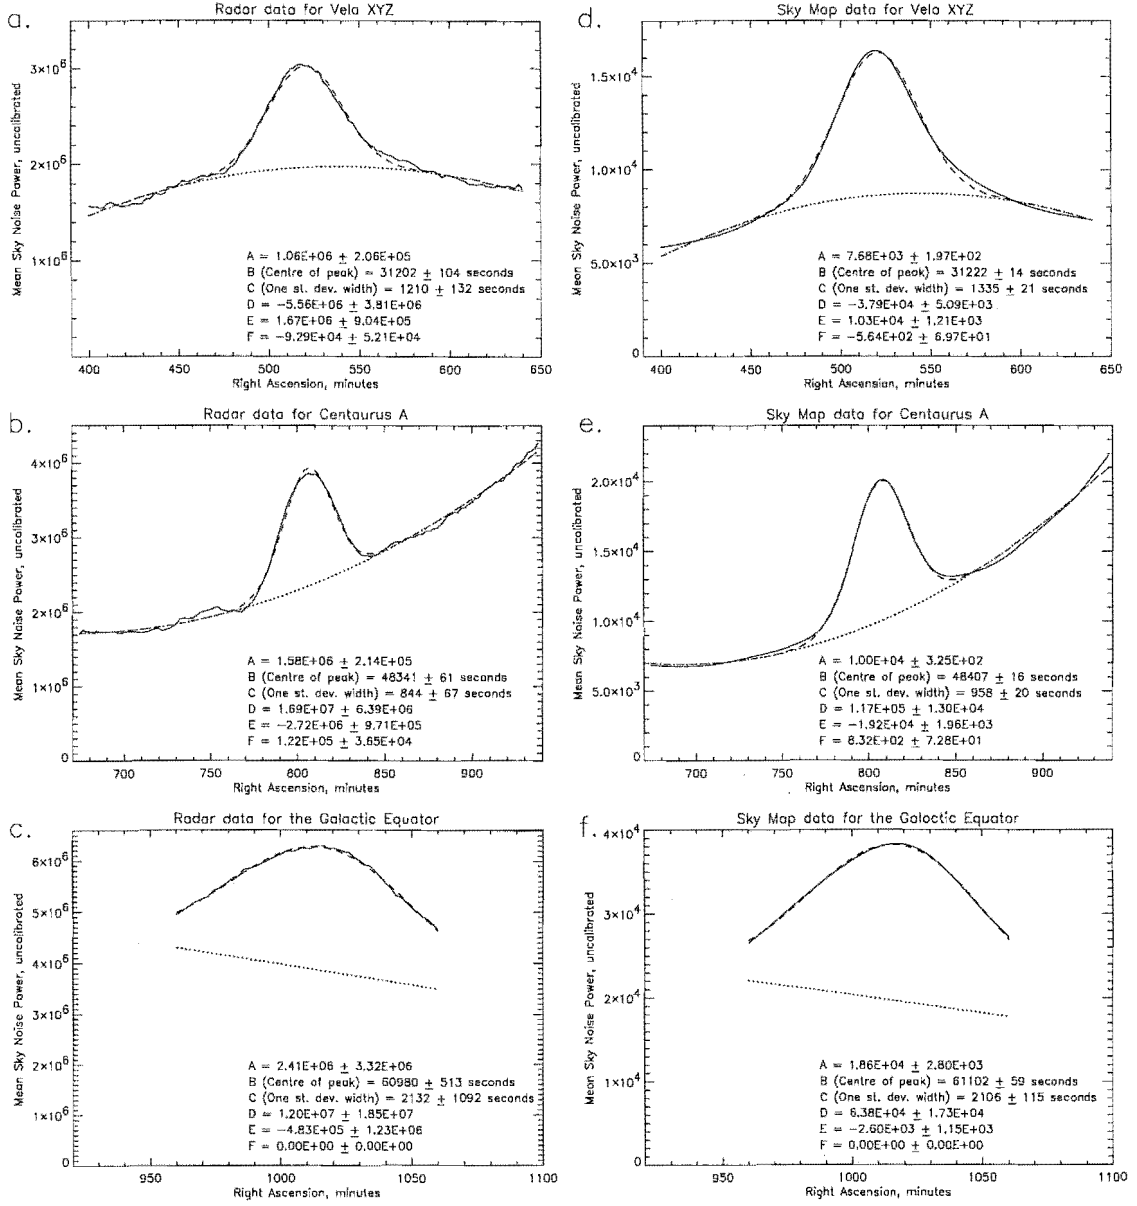 a.
Radar data for Vela XYZ
Mean Sky Noise Power, uncalibrated
3×10⁶
2×10⁶
1×10⁶
0
A = 1.06E+06 ± 2.06E+05
B (Centre of peak) = 31202 ± 104 seconds
C (One st. dev. width) = 1210 ± 132 seconds
D = −5.56E+06 ± 3.81E+06
E = 1.67E+06 ± 9.04E+05
F = −9.29E+04 ± 5.21E+04
400 450 500 550 600 650
Right Ascension, minutes
d.
Sky Map data for Vela XYZ
Mean Sky Noise Power, uncalibrated
1.5×10⁴
1.0×10⁴
5.0×10³
0
A = 7.68E+03 ± 1.97E+02
B (Centre of peak) = 31222 ± 14 seconds
C (One st. dev. width) = 1335 ± 21 seconds
D = −3.79E+04 ± 5.09E+03
E = 1.03E+04 ± 1.21E+03
F = −5.64E+02 ± 6.97E+01
400 450 500 550 600 650
Right Ascension, minutes
b.
Radar data for Centaurus A
Mean Sky Noise Power, uncalibrated
4×10⁶
3×10⁶
2×10⁶
1×10⁶
0
A = 1.58E+06 ± 2.14E+05
B (Centre of peak) = 48341 ± 61 seconds
C (One st. dev. width) = 844 ± 67 seconds
D = 1.69E+07 ± 6.39E+06
E = −2.72E+06 ± 9.71E+05
F = 1.22E+05 ± 3.65E+04
700 750 800 850 900
Right Ascension, minutes
e.
Sky Map data for Centaurus A
Mean Sky Noise Power, uncalibrated
2.0×10⁴
1.5×10⁴
1.0×10⁴
5.0×10³
0
A = 1.00E+04 ± 3.25E+02
B (Centre of peak) = 48407 ± 16 seconds
C (One st. dev. width) = 958 ± 20 seconds
D = 1.17E+05 ± 1.30E+04
E = −1.92E+04 ± 1.96E+03
F = 8.32E+02 ± 7.28E+01
700 750 800 850 900
Right Ascension, minutes
c.
Radar data for the Galactic Equator
Mean Sky Noise Power, uncalibrated
6×10⁶
5×10⁶
4×10⁶
3×10⁶
2×10⁶
1×10⁶
0
A = 2.41E+06 ± 3.32E+06
B (Centre of peak) = 60980 ± 513 seconds
C (One st. dev. width) = 2132 ± 1092 seconds
D = 1.20E+07 ± 1.85E+07
E = −4.83E+05 ± 1.23E+06
F = 0.00E+00 ± 0.00E+00
950 1000 1050 1100
Right Ascension, minutes
f.
Sky Map data for the Galactic Equator
Mean Sky Noise Power, uncalibrated
4×10⁴
3×10⁴
2×10⁴
1×10⁴
0
A = 1.86E+04 ± 2.80E+03
B (Centre of peak) = 61102 ± 59 seconds
C (One st. dev. width) = 2106 ± 115 seconds
D = 6.38E+04 ± 1.73E+04
E = −2.60E+03 ± 1.15E+03
F = 0.00E+00 ± 0.00E+00
950 1000 1050 1100
Right Ascension, minutes